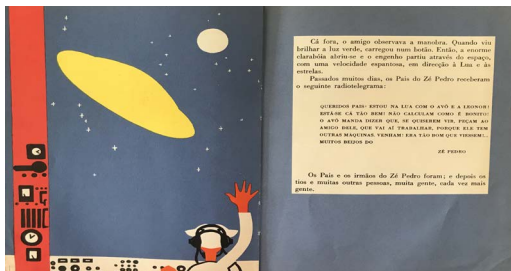 Cá fora, o amigo observava a manobra. Quando viu
brilhar a luz verde, carregou num botão. Então, a enorme
clarabóia abriu-se e o engenho partiu através do espaço,
com uma velocidade espantosa, em direcção à Lua e às
estrelas.
Passados muitos dias, os Pais do Zé Pedro receberam
o seguinte radiotelegrama:
QUERIDOS PAIS: ESTOU NA LUA COM O AVÔ E A LEONOR!
ESTÁ-SE CÁ TÃO BEM! NÃO CALCULAM COMO É BONITO!
O AVÔ MANDA DIZER QUE, SE QUISEREM VIR, PEÇAM AO
AMIGO DELE, QUE VAI AÍ TRABALHAR, PORQUE ELE TEM
OUTRAS MÁQUINAS. VENHAM! ERA TÃO BOM QUE VIESSEM!...
MUITOS BEIJOS DO
ZÉ PEDRO
Os Pais e os irmãos do Zé Pedro foram; e depois os
tios e muitas outras pessoas, muita gente, cada vez mais
gente.